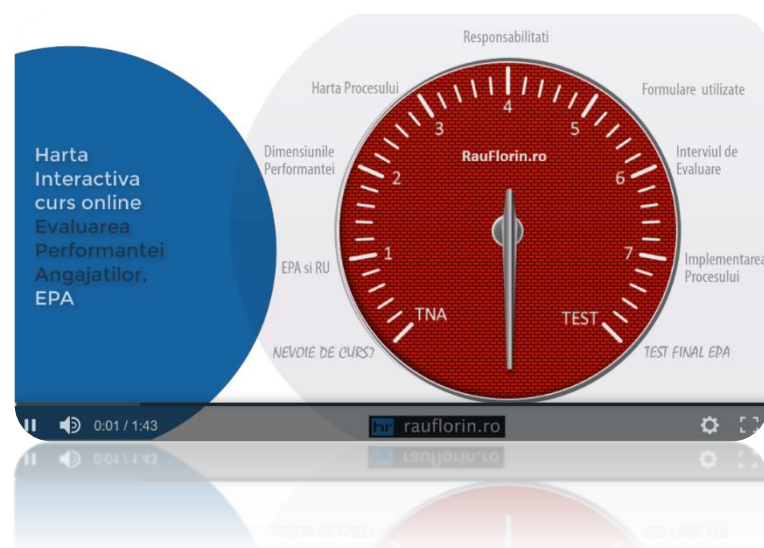 Harta
Interactiva
curs online
Evaluarea
Performantei
Angajatilor,
EPA
Responsabilitati
Harta Procesului
Formulare utilizate
Dimensiunile
Performantei
Interviul de
Evaluare
EPA si RU
Implementarea
Procesului
NEVOIE DE CURS?
TEST FINAL EPA
RauFlorin.ro
TNA
1
2
3
4
5
6
7
TEST
0:01 / 1:43
hr rauflorin.ro